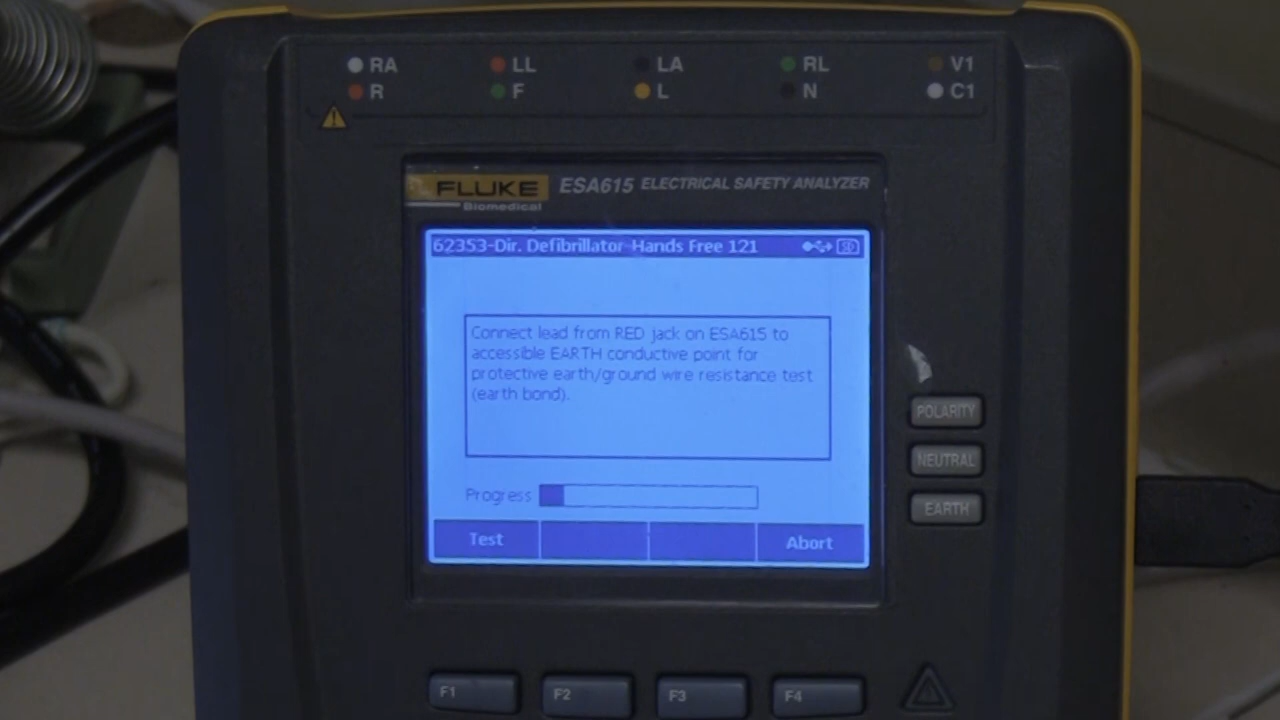 RA LL LA RL V1
R F L N C1
FLUKE ESA615 ELECTRICAL SAFETY ANALYZER
Biomedical
62353-Dir. Defibrillator Hands Free 121
Connect lead from RED jack on ESA615 to
accessible EARTH conductive point for
protective earth/ground wire resistance test
(earth bond).
POLARITY
NEUTRAL
Progress
EARTH
Test Abort
F1 F2 F3 F4